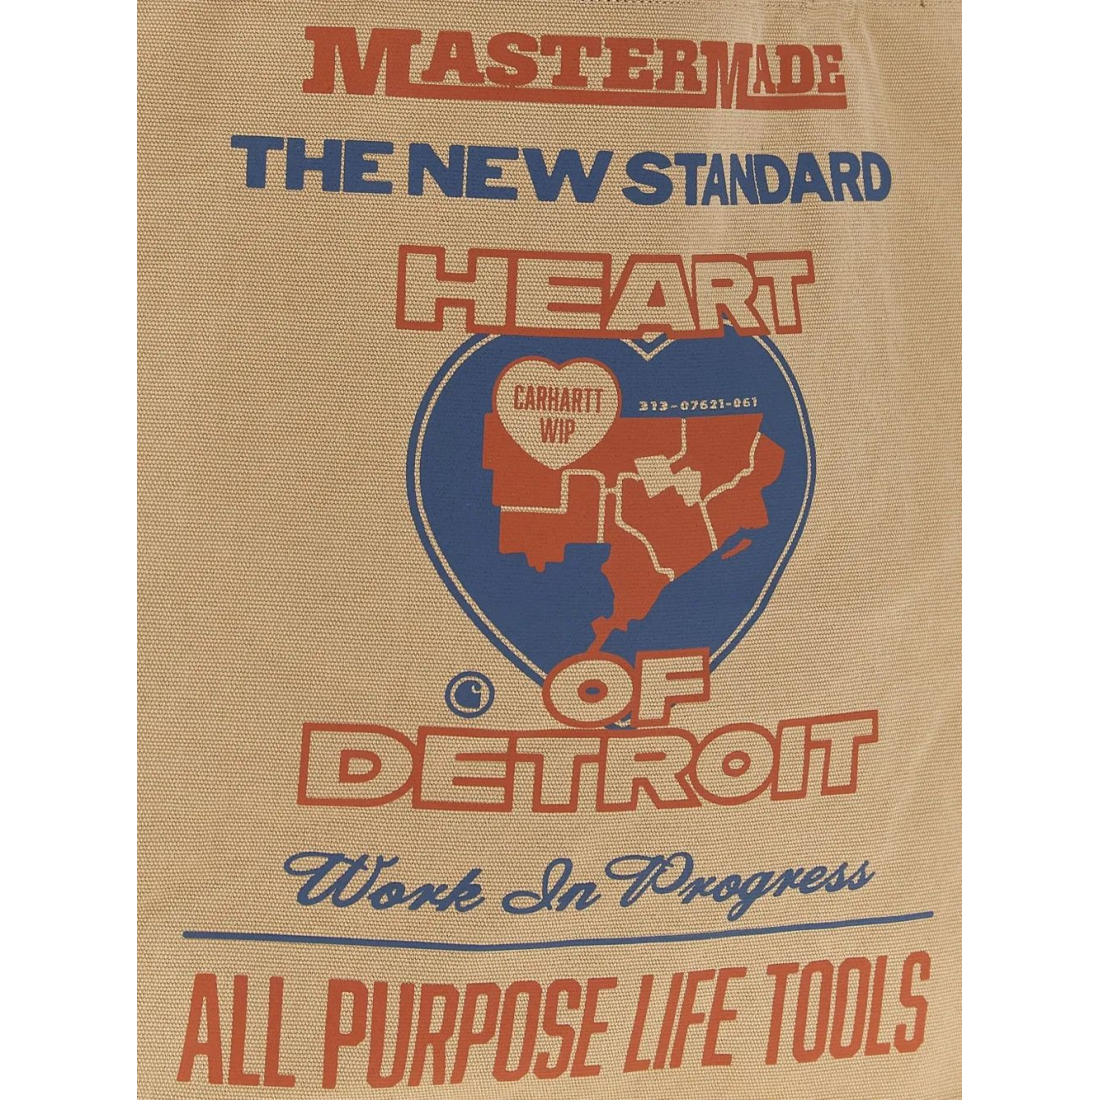 MASTERMADE
THE NEW STANDARD
HEART
CARHARTT
WIP
313-07621-061
OF
DETROIT
Work In Progress
ALL PURPOSE LIFE TOOLS